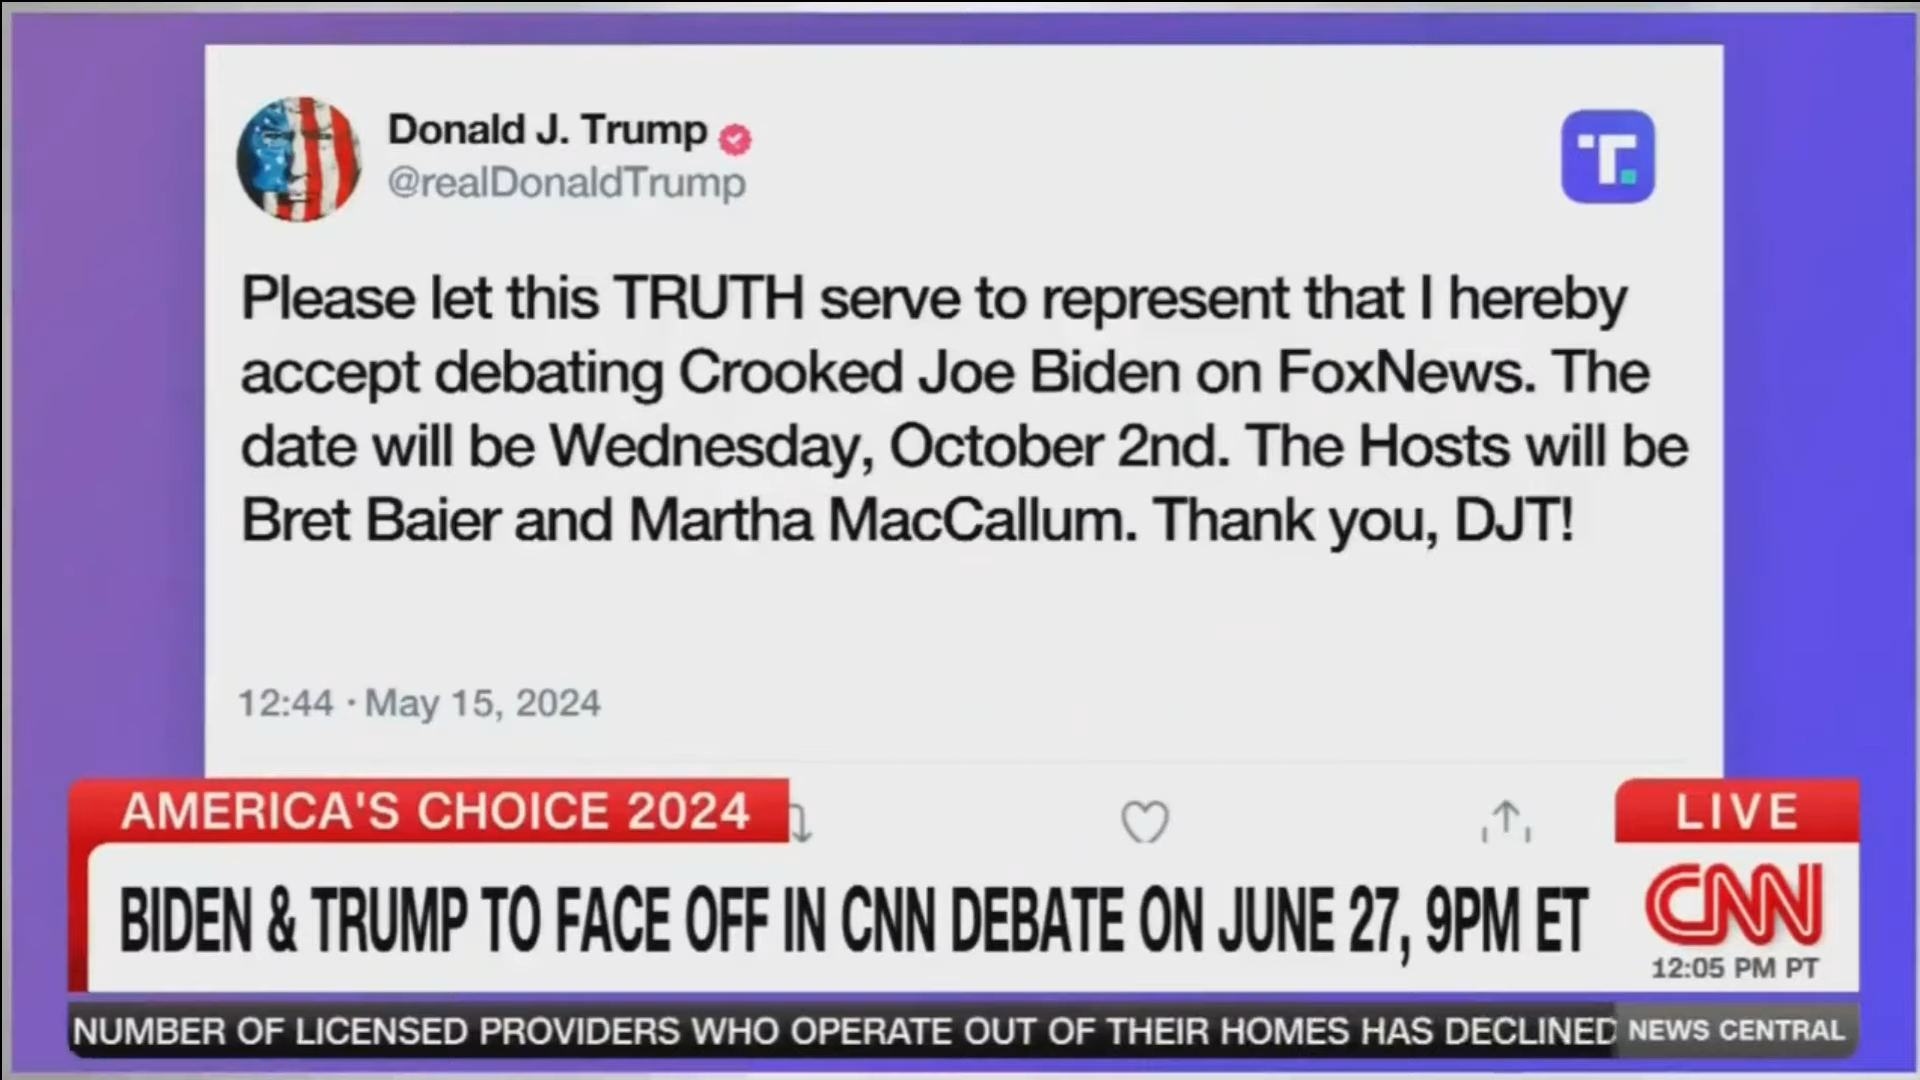 Donald J. Trump
@realDonaldTrump
T.
Please let this TRUTH serve to represent that I hereby
accept debating Crooked Joe Biden on FoxNews. The
date will be Wednesday, October 2nd. The Hosts will be
Bret Baier and Martha MacCallum. Thank you, DJT!
12:44 · May 15, 2024
AMERICA'S CHOICE 2024
LIVE
BIDEN & TRUMP TO FACE OFF IN CNN DEBATE ON JUNE 27, 9PM ET
CNN
12:05 PM PT
NUMBER OF LICENSED PROVIDERS WHO OPERATE OUT OF THEIR HOMES HAS DECLINED
NEWS CENTRAL